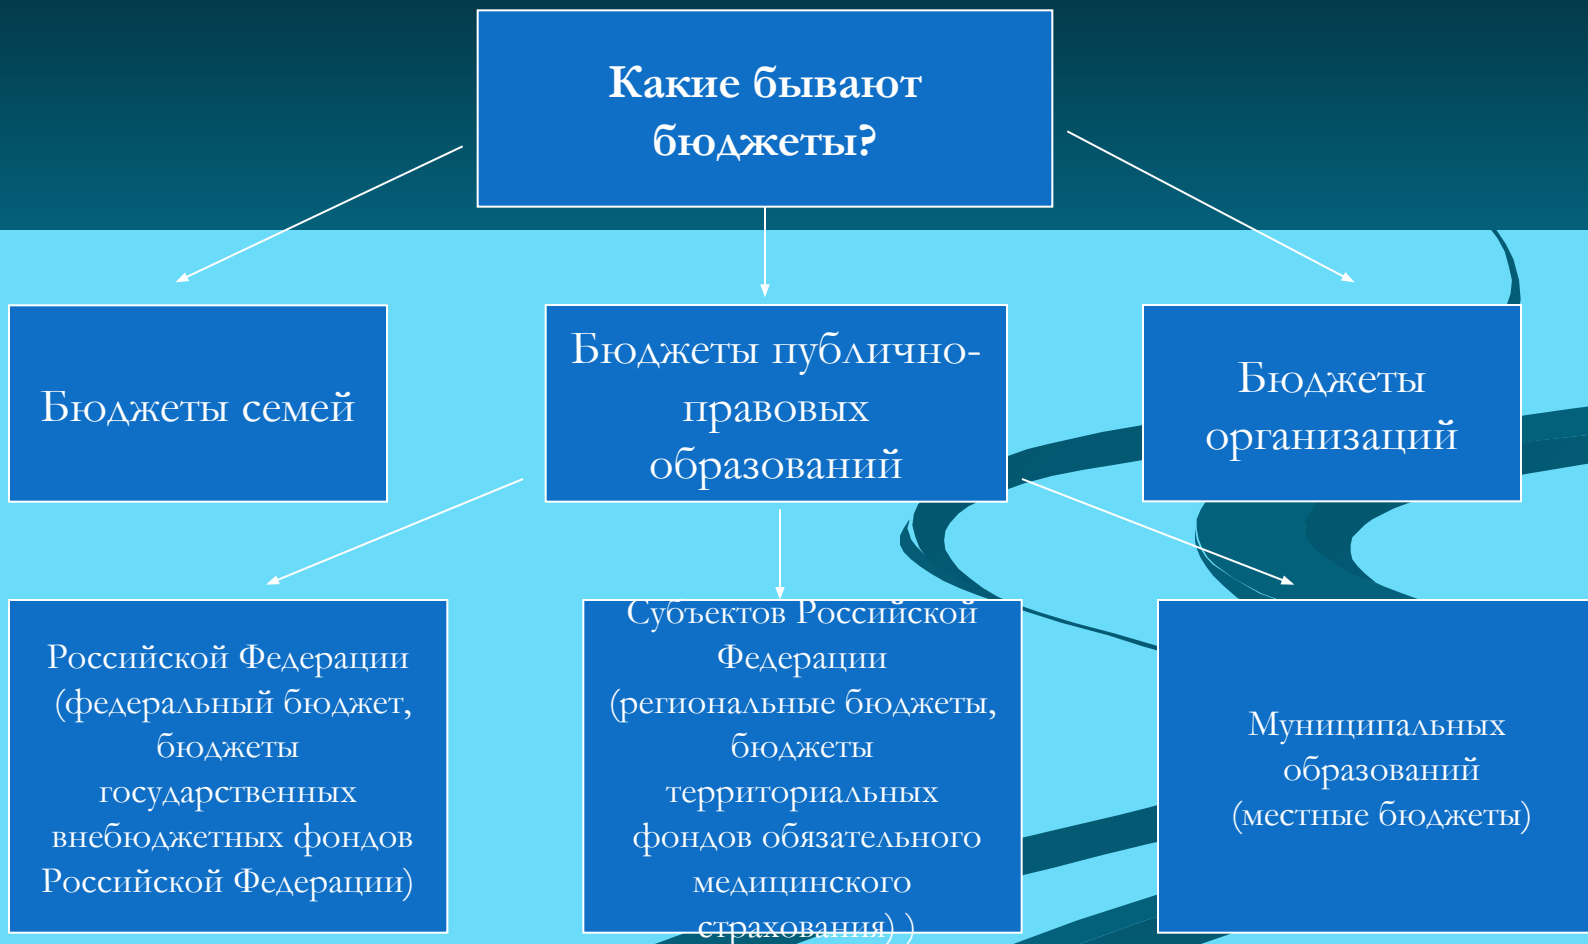 Какие бывают
бюджеты?
Бюджеты семей
Бюджеты публично-
правовых
образований
Бюджеты
организаций
Российской Федерации
(федеральный бюджет,
бюджеты
государственных
внебюджетных фондов
Российской Федерации)
Субъектов Российской
Федерации
(региональные бюджеты,
бюджеты
территориальных
фондов обязательного
медицинского
страхования) )
Муниципальных
образований
(местные бюджеты)